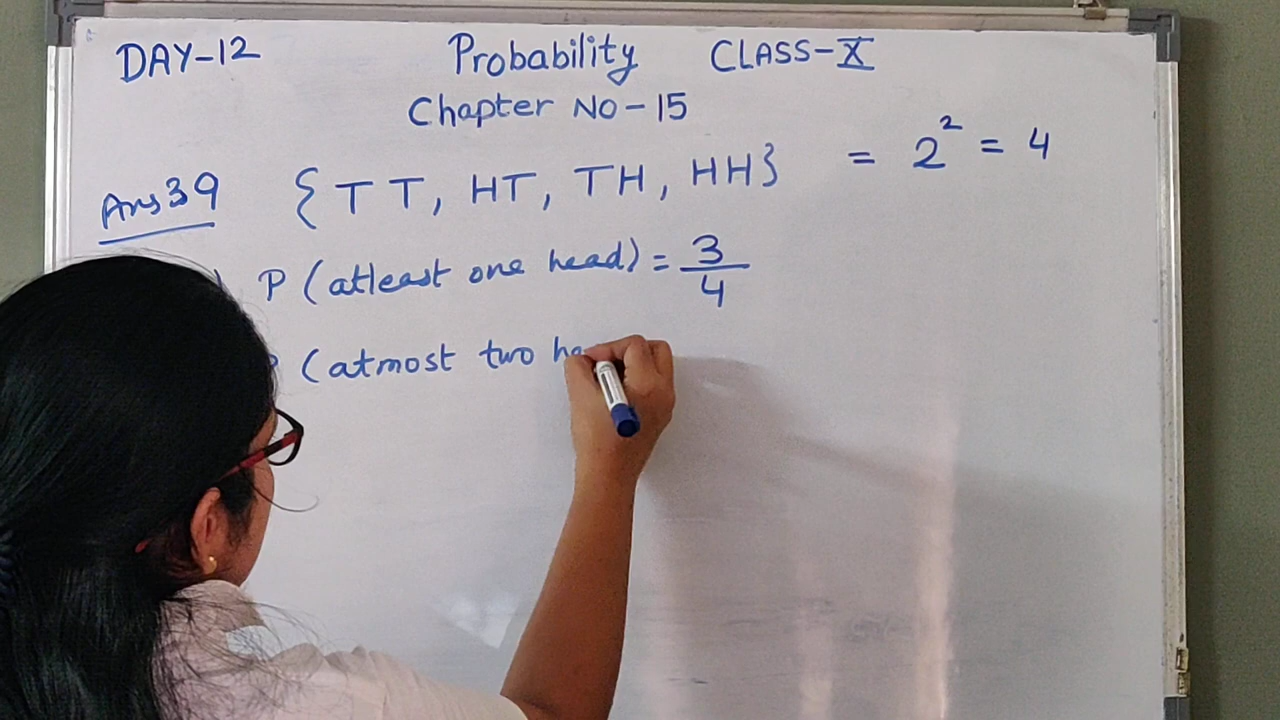 DAY-12 Probability CLASS-X
Chapter NO-15
Ans 39 {TT, HT, TH, HH} = 2² = 4
) P (atleast one head) = 3/4
P (atmost two